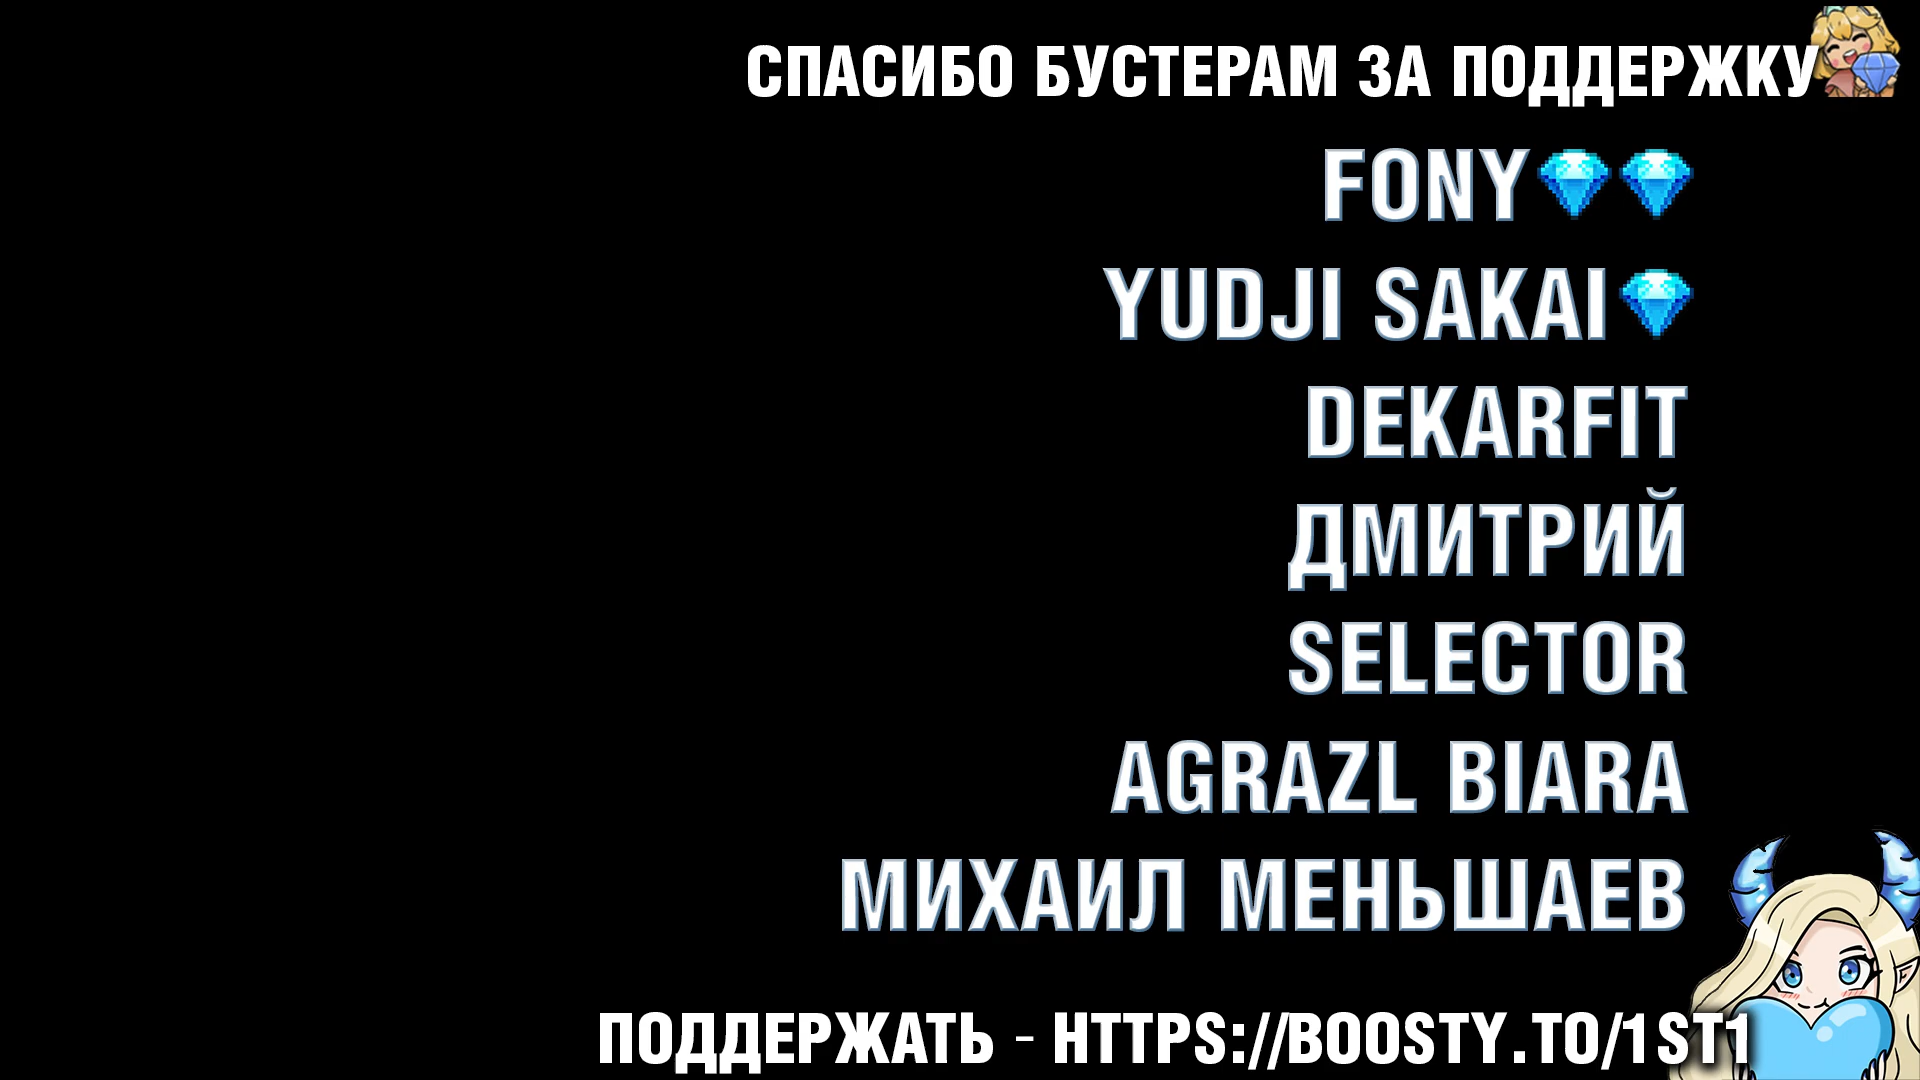 СПАСИБО БУСТЕРАМ ЗА ПОДДЕРЖКУ
FONY💎💎
YUDJI SAKAI💎
DEKARFIT
ДМИТРИЙ
SELECTOR
AGRAZL BIARA
МИХАИЛ МЕНЬШАЕВ
ПОДДЕРЖАТЬ - HTTPS://BOOSTY.TO/1ST1